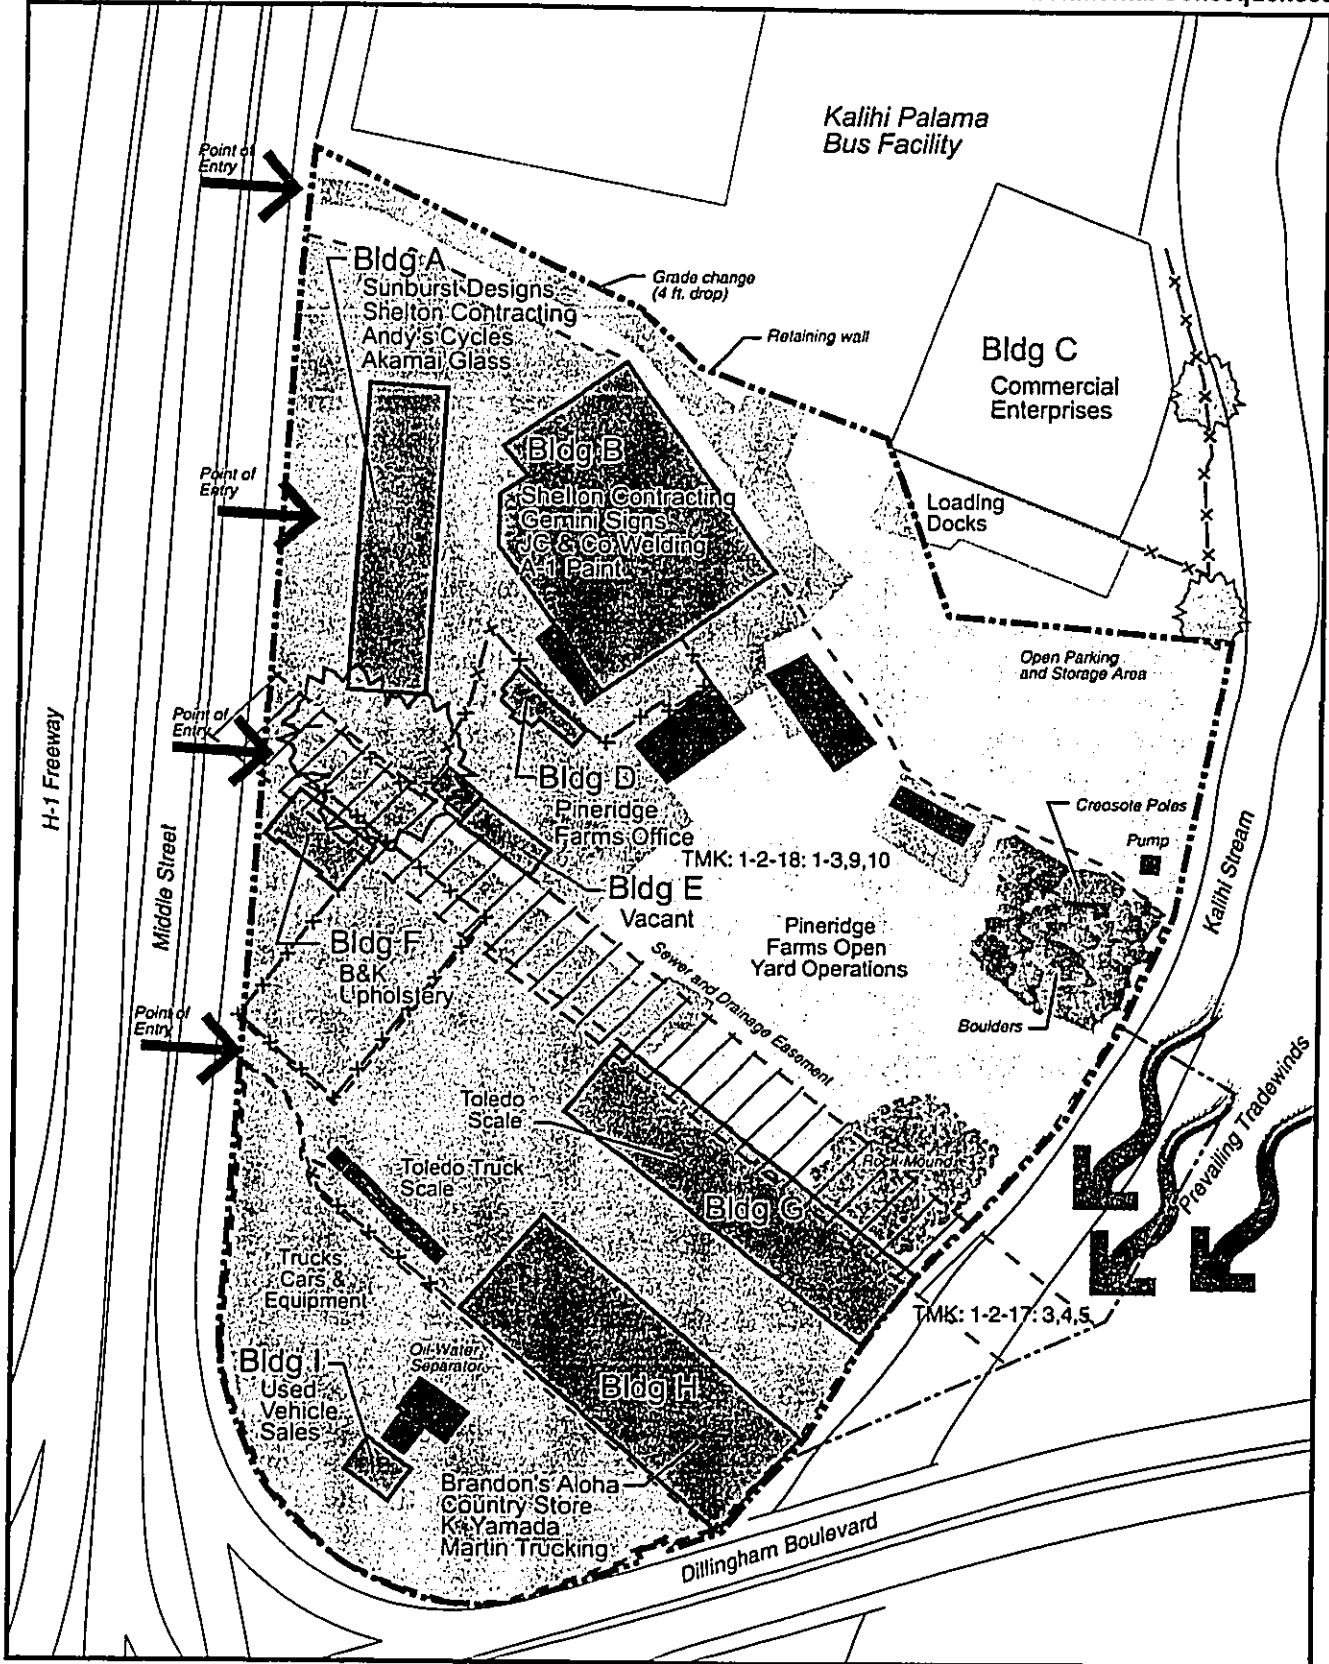 Kalihi Palama
Bus Facility
Point of
Entry
Bldg A
Sunburst Designs
Shelton Contracting
Andy's Cycles
Akamai Glass
Grade change
(4 ft. drop)
Retaining wall
Bldg C
Commercial
Enterprises
Bldg B
Shelton Contracting
Gemini Signs
JC & Co Welding
A-1 Paint
Point of
Entry
Loading
Docks
Open Parking
and Storage Area
H-1 Freeway
Middle Street
Point of
Entry
Bldg D
Pineridge
Farms Office
TMK: 1-2-18: 1-3,9,10
Creosote Poles
Pump
Kalihi Stream
Bldg E
Vacant
Bldg F
B&K
Upholstery
Pineridge
Farms Open
Yard Operations
Sewer and Drainage Easement
Boulders
Point of
Entry
Toledo
Scale
Toledo Truck
Scale
Rock Mound
Prevailing Tradewinds
Bldg G
Trucks
Cars &
Equipment
TMK: 1-2-17: 3,4,5
Oil-Water
Separator
Bldg I
Used
Vehicle
Sales
Bldg H
Brandon's Aloha
Country Store
K. Yamada
Martin Trucking
Dillingham Boulevard